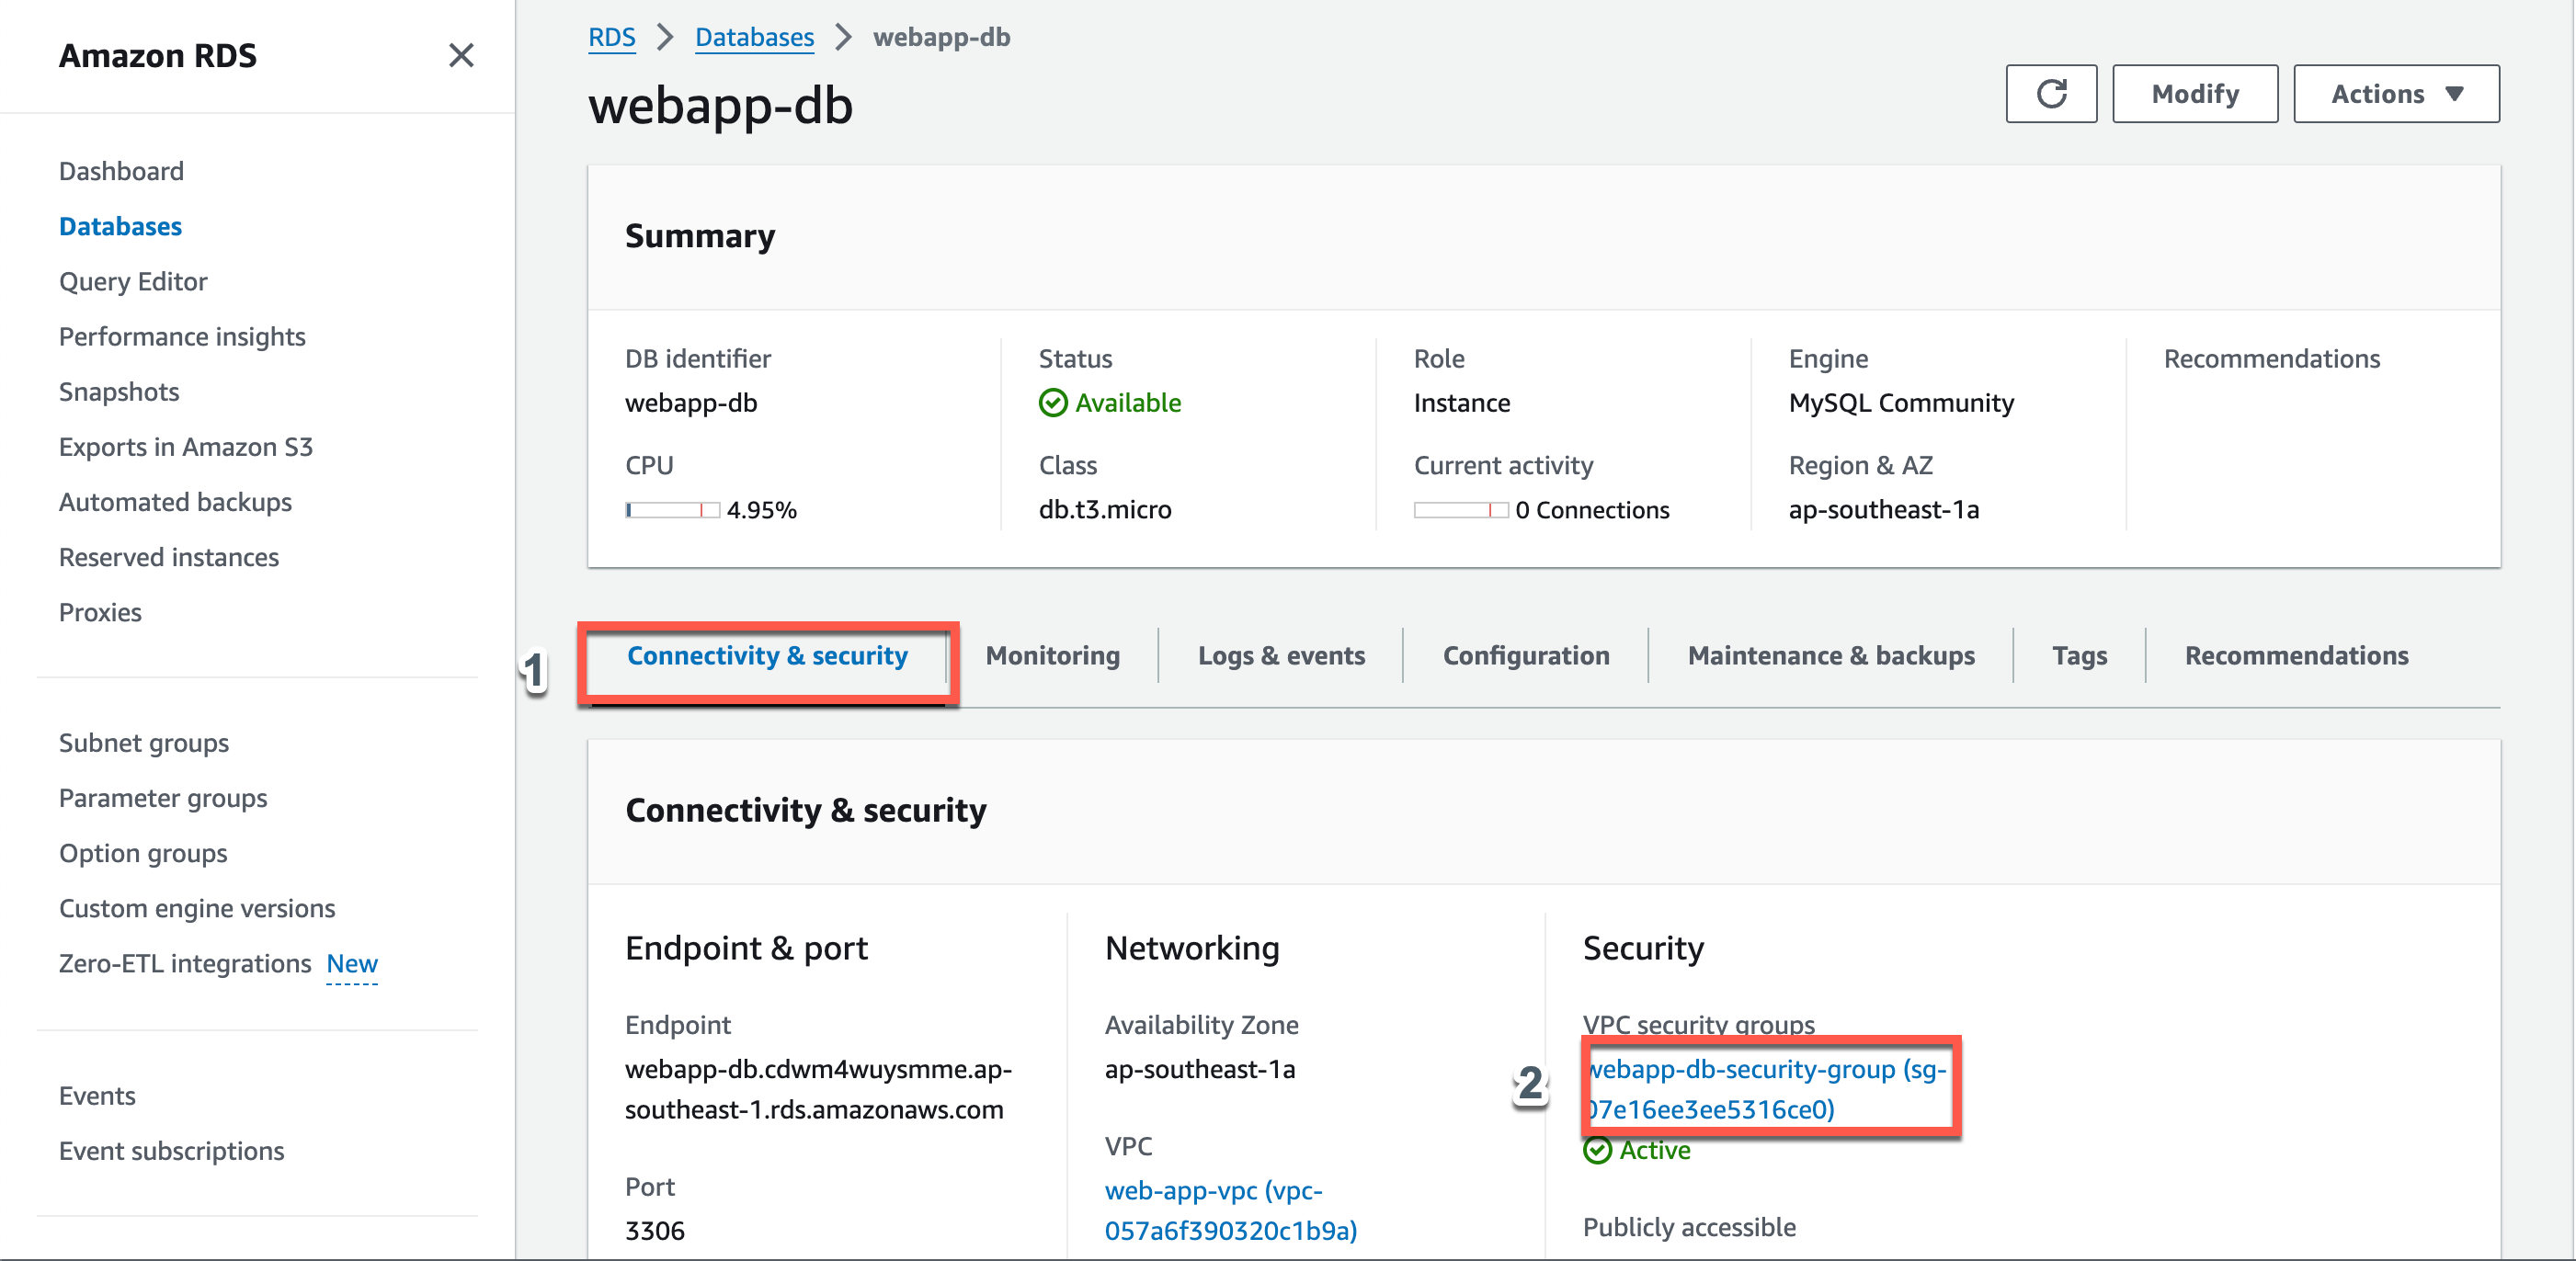 Amazon RDS
Dashboard
Databases
Query Editor
Performance insights
Snapshots
Exports in Amazon S3
Automated backups
Reserved instances
Proxies
Subnet groups
Parameter groups
Option groups
Custom engine versions
Zero-ETL integrations New
Events
Event subscriptions
RDS > Databases > webapp-db
webapp-db
Modify
Actions
Summary
DB identifier
webapp-db
CPU
4.95%
Status
Available
Class
db.t3.micro
Role
Instance
Current activity
0 Connections
Engine
MySQL Community
Region & AZ
ap-southeast-1a
Recommendations
1
Connectivity & security
Monitoring
Logs & events
Configuration
Maintenance & backups
Tags
Recommendations
Connectivity & security
Endpoint & port
Endpoint
webapp-db.cdwm4wuysmme.ap-
southeast-1.rds.amazonaws.com
Port
3306
Networking
Availability Zone
ap-southeast-1a
VPC
web-app-vpc (vpc-
057a6f390320c1b9a)
Security
VPC security groups
2
webapp-db-security-group (sg-
07e16ee3ee5316ce0)
Active
Publicly accessible